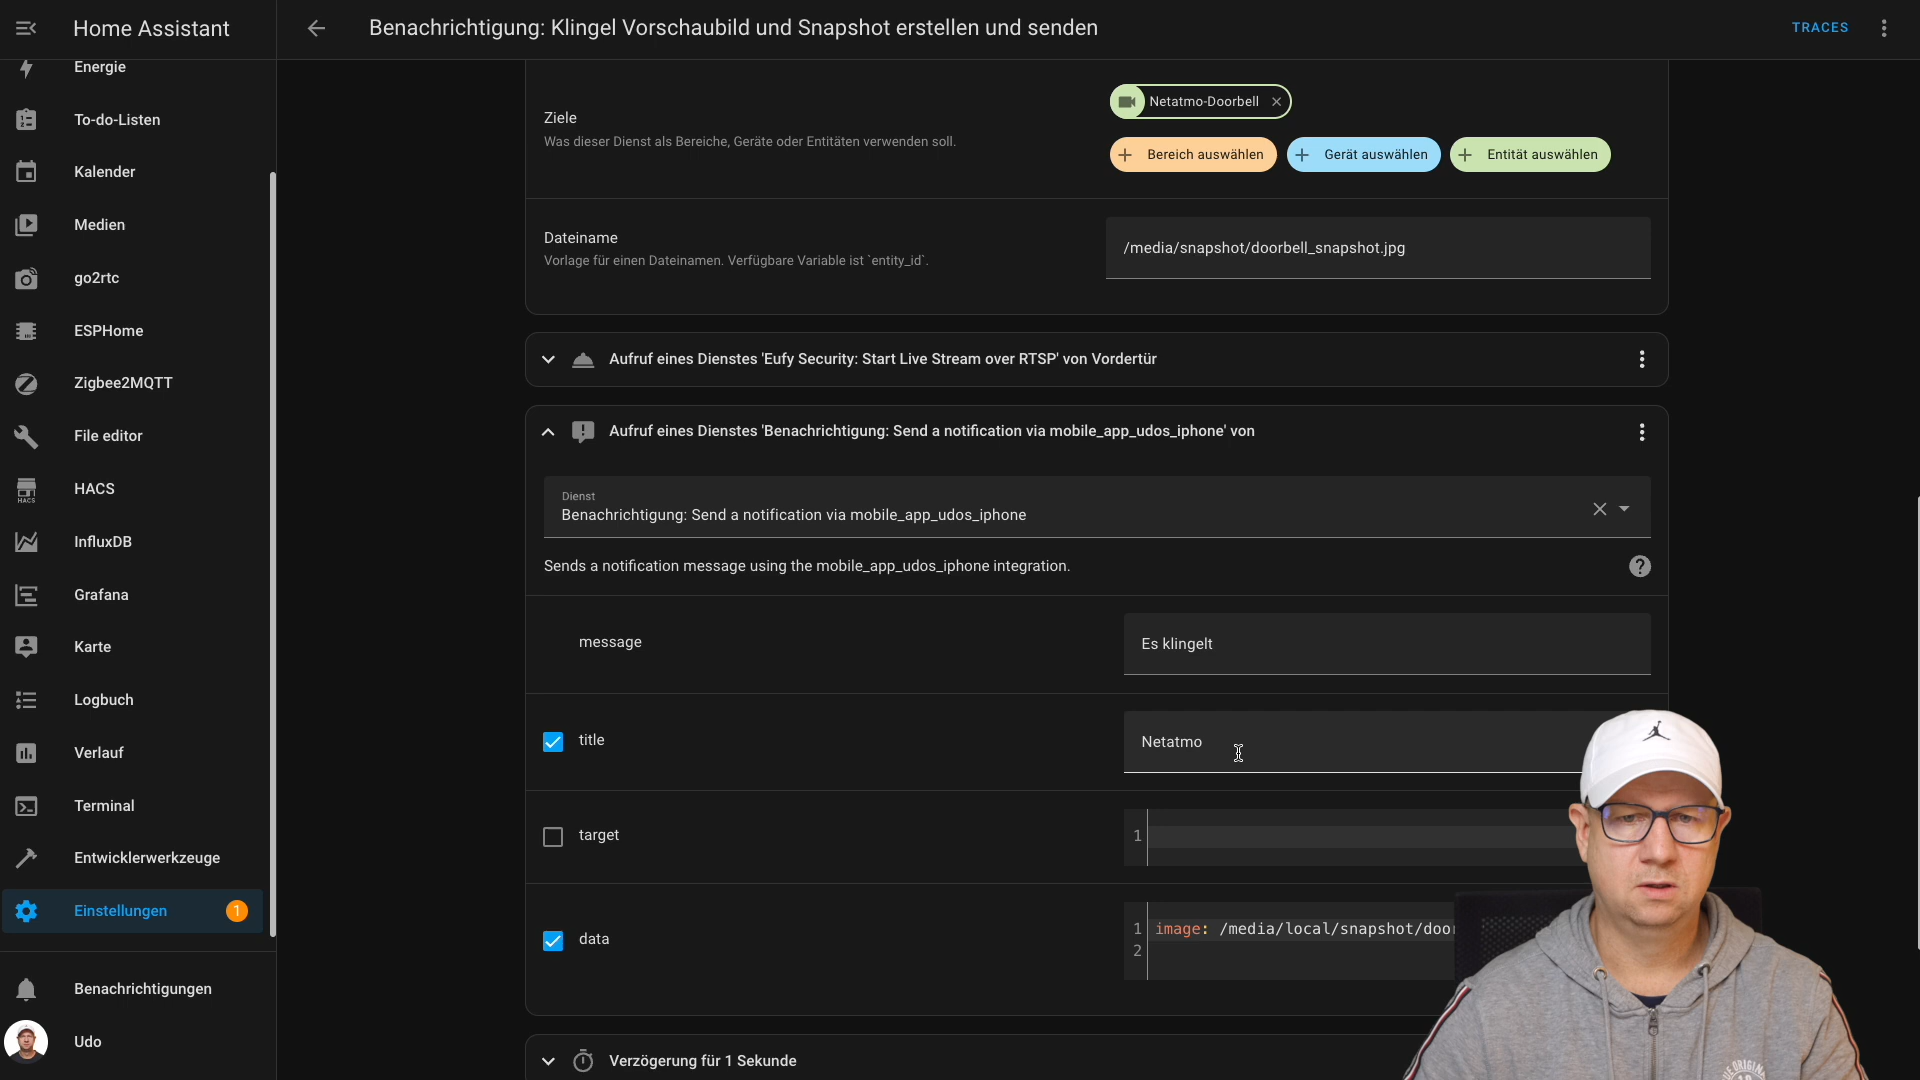 Home Assistant
Energie
To-do-Listen
Kalender
Medien
go2rtc
ESPHome
Zigbee2MQTT
File editor
HACS
HACS
InfluxDB
Grafana
Karte
Logbuch
Verlauf
Terminal
Entwicklerwerkzeuge
Einstellungen 1
Benachrichtigungen
Udo
Benachrichtigung: Klingel Vorschaubild und Snapshot erstellen und senden
TRACES
Netatmo-Doorbell
Ziele
Was dieser Dienst als Bereiche, Geräte oder Entitäten verwenden soll.
Bereich auswählen Gerät auswählen Entität auswählen
Dateiname
Vorlage für einen Dateinamen. Verfügbare Variable ist `entity_id`.
/media/snapshot/doorbell_snapshot.jpg
Aufruf eines Dienstes 'Eufy Security: Start Live Stream over RTSP' von Vordertür
Aufruf eines Dienstes 'Benachrichtigung: Send a notification via mobile_app_udos_iphone' von
Dienst
Benachrichtigung: Send a notification via mobile_app_udos_iphone
Sends a notification message using the mobile_app_udos_iphone integration.
message
Es klingelt
title
Netatmo
target
1
data
1 image: /media/local/snapshot/door
2
Verzögerung für 1 Sekunde